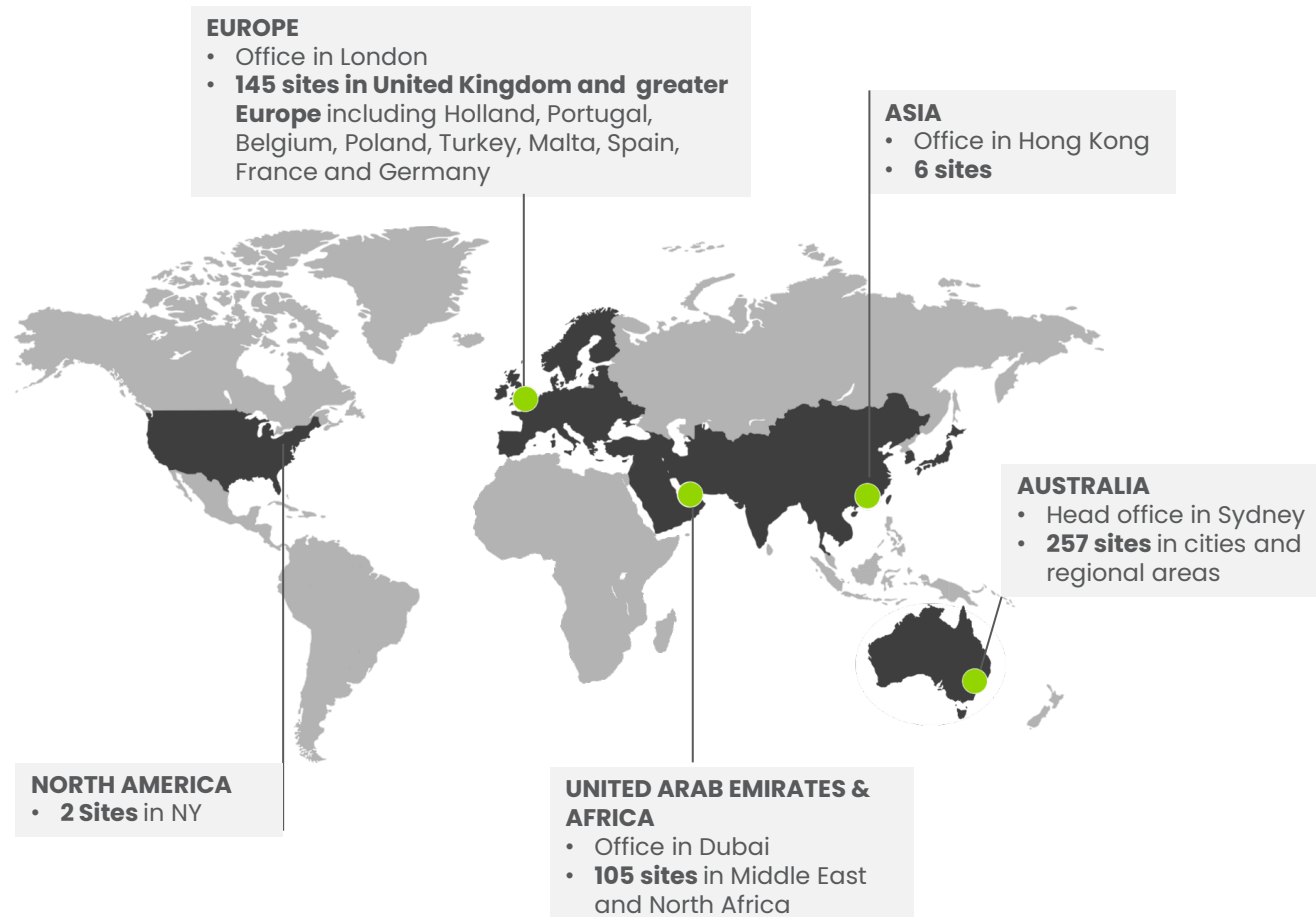 EUROPE
• Office in London
• 145 sites in United Kingdom and greater
Europe including Holland, Portugal,
Belgium, Poland, Turkey, Malta, Spain,
France and Germany
ASIA
• Office in Hong Kong
• 6 sites
AUSTRALIA
• Head office in Sydney
• 257 sites in cities and
regional areas
NORTH AMERICA
• 2 Sites in NY
UNITED ARAB EMIRATES &
AFRICA
• Office in Dubai
• 105 sites in Middle East
and North Africa